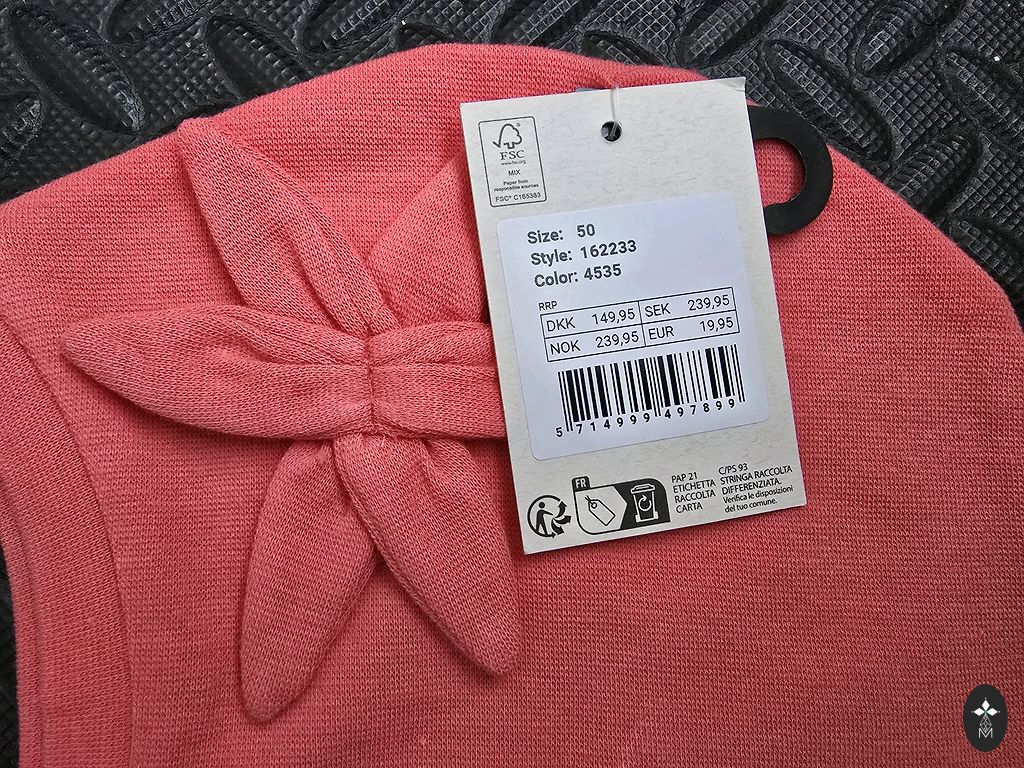 FSC
www.fsc.org
MIX
Paper from
responsible sources
FSC® C165383
Size: 50
Style: 162233
Color: 4535
RRP
DKK 149,95 SEK 239,95
NOK 239,95 EUR 19,95
5 714999 497899
FR
PAP 21
ETICHETTA
RACCOLTA
CARTA
C/PS 93
STRINGA RACCOLTA
DIFFERENZIATA.
Verifica le disposizioni
del tuo comune.
M